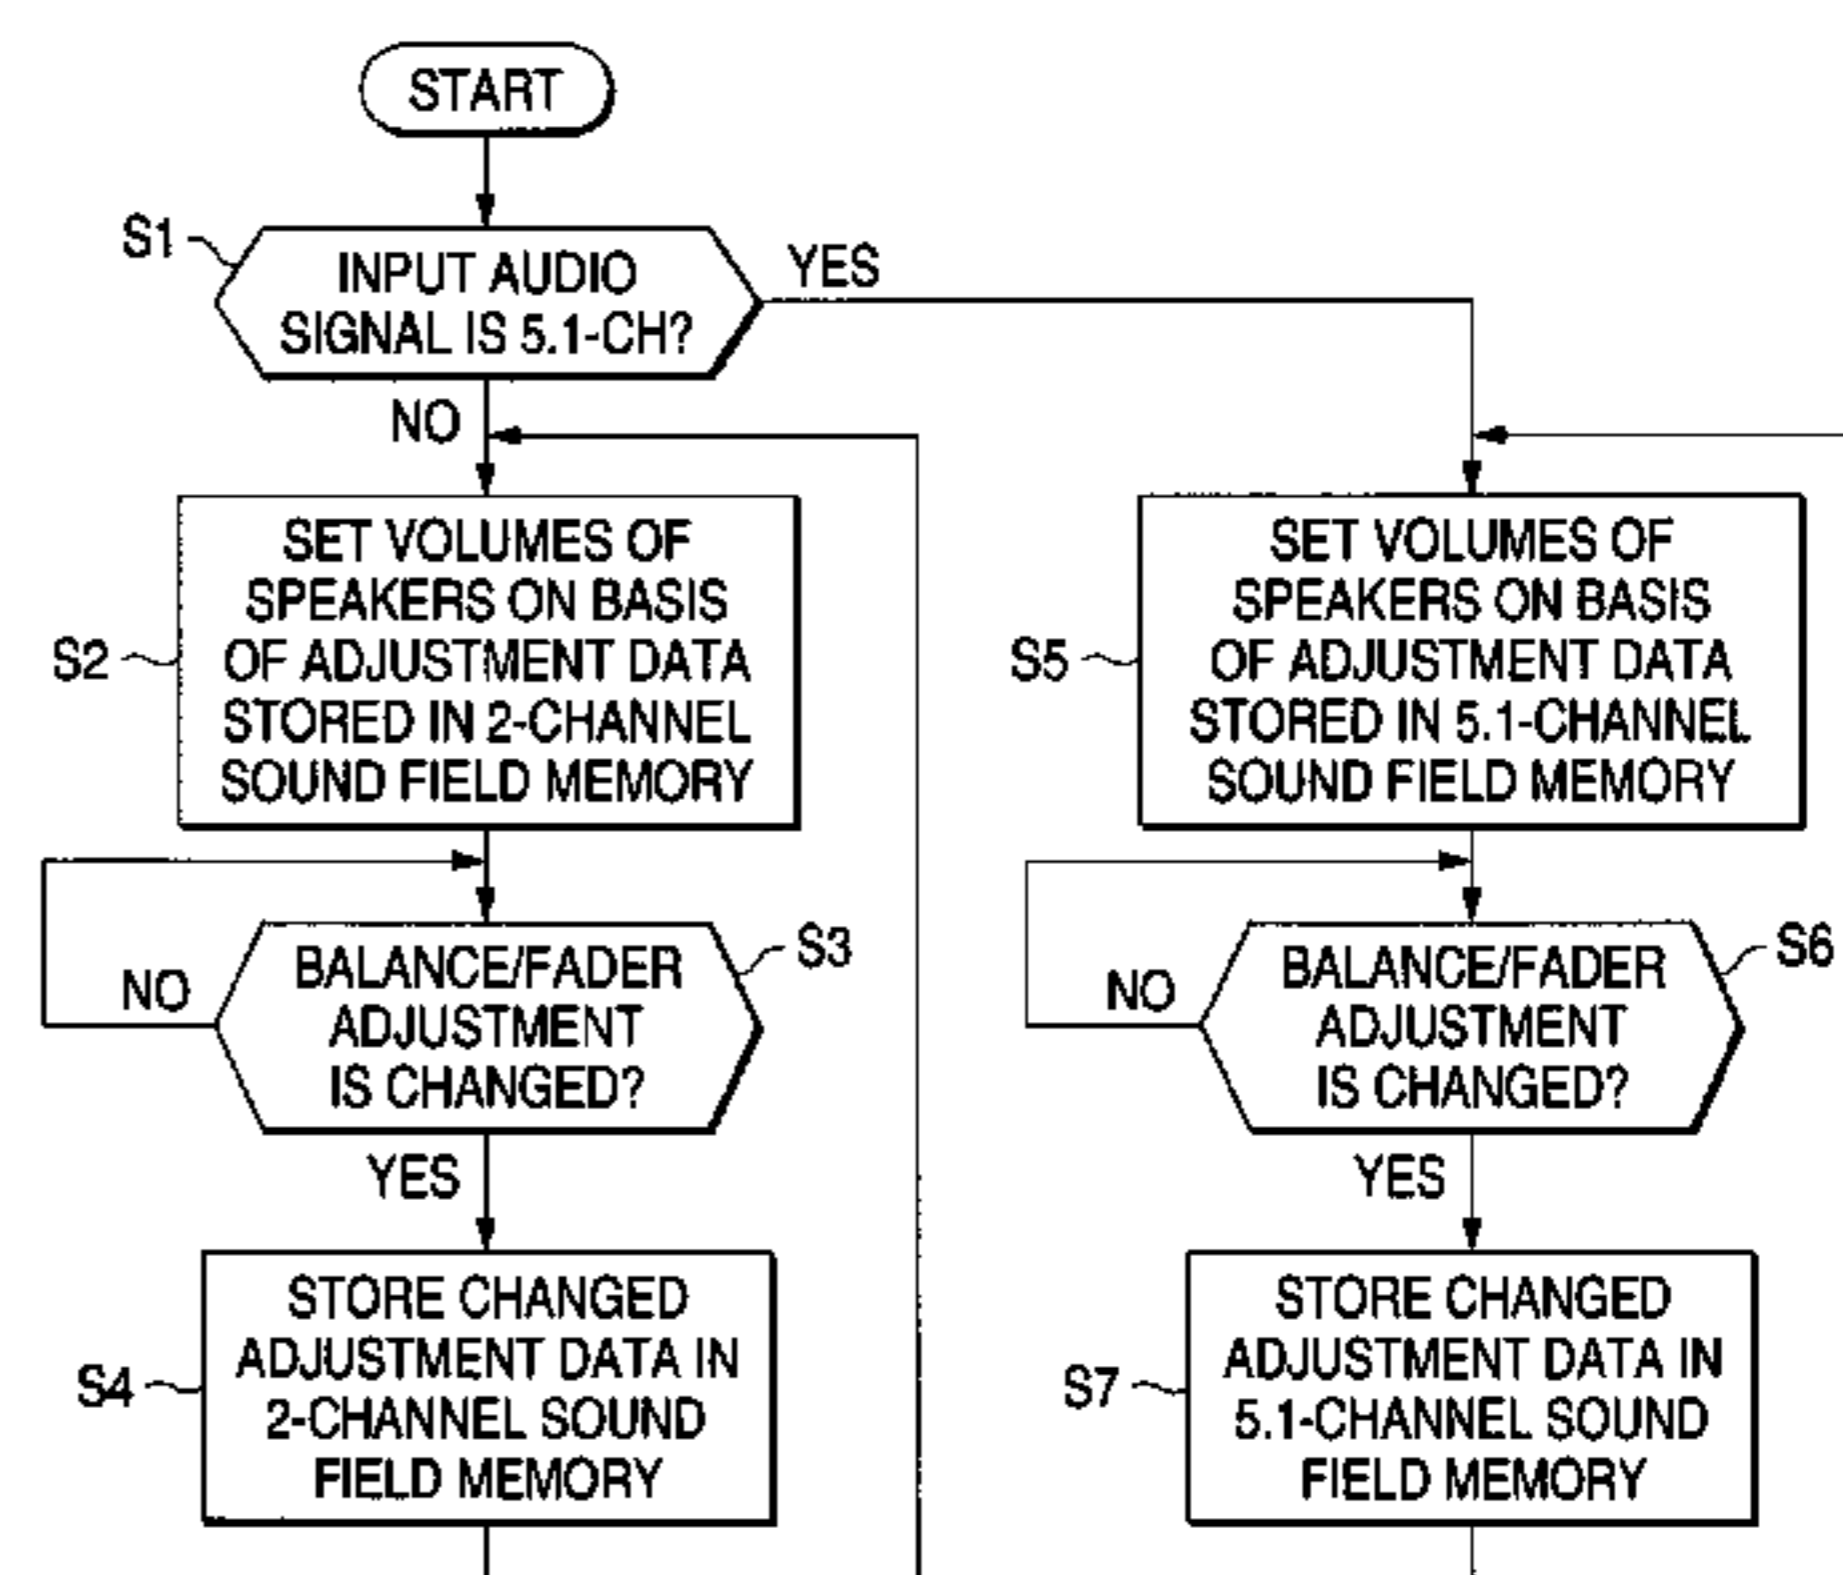 START
S1
INPUT AUDIO
SIGNAL IS 5.1-CH?
YES
NO
S2
SET VOLUMES OF
SPEAKERS ON BASIS
OF ADJUSTMENT DATA
STORED IN 2-CHANNEL
SOUND FIELD MEMORY
S3
BALANCE/FADER
ADJUSTMENT
IS CHANGED?
NO
YES
S4
STORE CHANGED
ADJUSTMENT DATA IN
2-CHANNEL SOUND
FIELD MEMORY
S5
SET VOLUMES OF
SPEAKERS ON BASIS
OF ADJUSTMENT DATA
STORED IN 5.1-CHANNEL
SOUND FIELD MEMORY
S6
BALANCE/FADER
ADJUSTMENT
IS CHANGED?
NO
YES
S7
STORE CHANGED
ADJUSTMENT DATA IN
5.1-CHANNEL SOUND
FIELD MEMORY